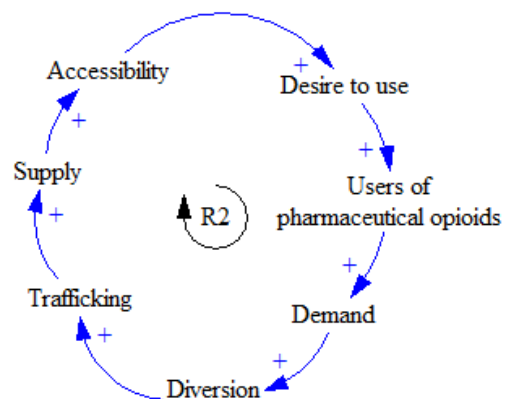 Accessibility
+
Desire to use
+
+
Supply
Users of
pharmaceutical opioids
R2
+
+
Trafficking
Demand
+
+
Diversion